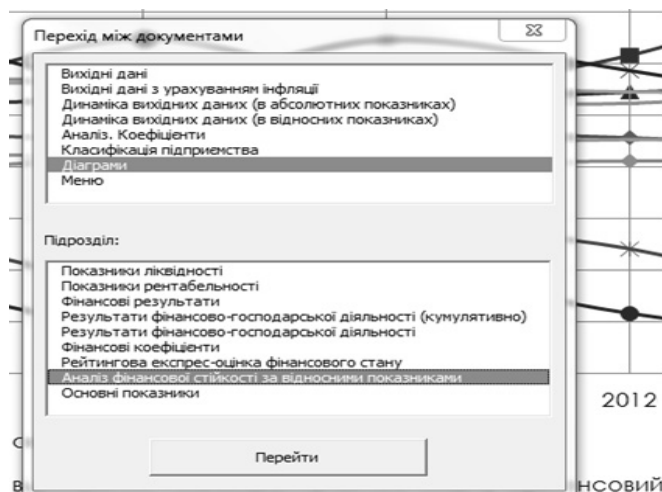 Перехід між документами
Вихідні дані
Вихідні дані з урахуванням інфляції
Динаміка вихідних даних (в абсолютних показниках)
Динаміка вихідних даних (в відносних показниках)
Аналіз. Коефіцієнти
Класифікація підприємства
Діаграми
Меню
Підрозділ:
Показники ліквідності
Показники рентабельності
Фінансові результати
Результати фінансово-господарської діяльності (кумулятивно)
Результати фінансово-господарської діяльності
Фінансові коефіцієнти
Рейтингова експрес-оцінка фінансового стану
Аналіз фінансової стійкості за відносними показниками
Основні показники
2012
Перейти
нсовий